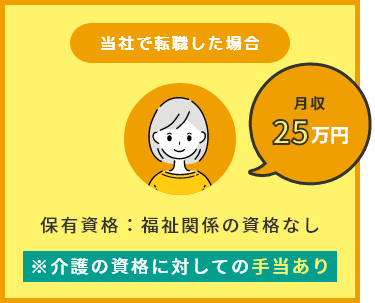 当社で転職した場合
月収
25万円
保有資格：福祉関係の資格なし
※介護の資格に対しての手当あり